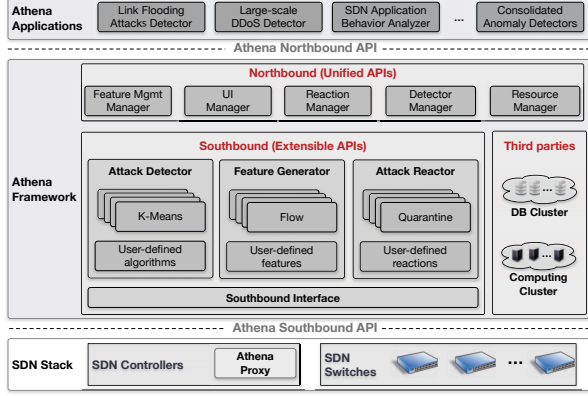 Athena
Applications
Link Flooding
Attacks Detector
Large-scale
DDoS Detector
SDN Application
Behavior Analyzer
...
Consolidated
Anomaly Detectors
Athena Northbound API
Athena
Framework
Northbound (Unified APIs)
Feature Mgmt
Manager
UI
Manager
Reaction
Manager
Detector
Manager
Resource
Manager
Southbound (Extensible APIs)
Attack Detector
K-Means
User-defined
algorithms
Feature Generator
Flow
User-defined
features
Attack Reactor
Quarantine
User-defined
reactions
Southbound Interface
Third parties
...
DB Cluster
...
Computing
Cluster
Athena Southbound API
SDN Stack
SDN Controllers
Athena
Proxy
SDN
Switches
...